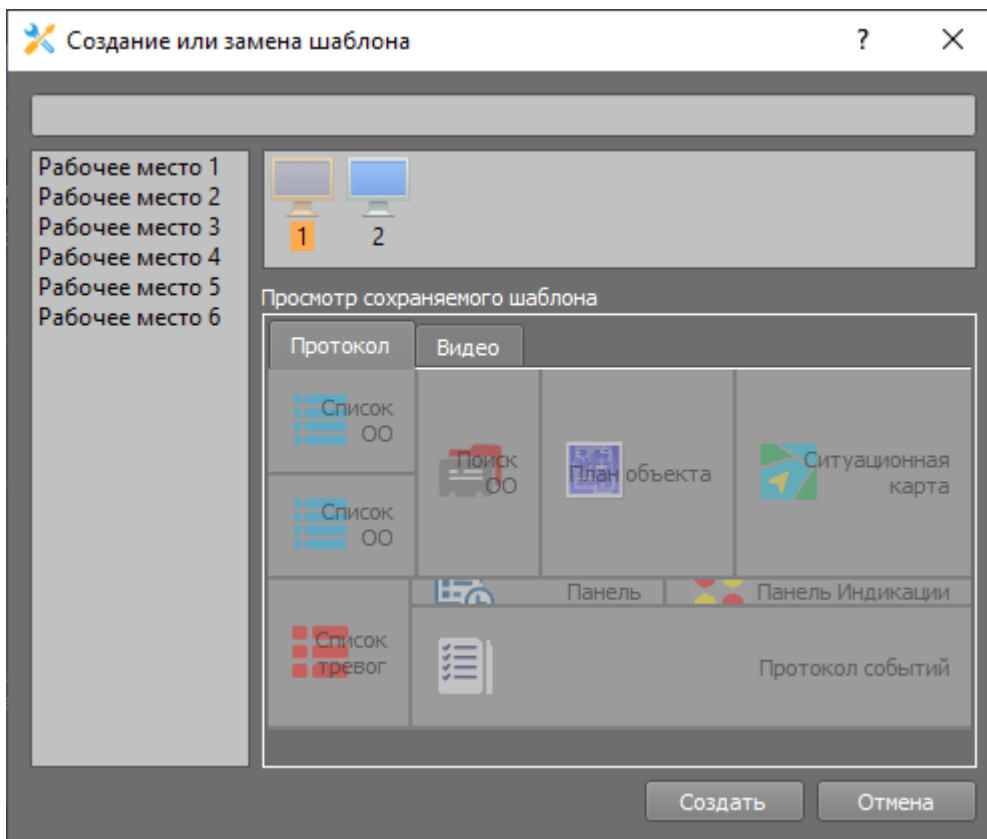 Создание или замена шаблона
?
Рабочее место 1
Рабочее место 2
Рабочее место 3
Рабочее место 4
Рабочее место 5
Рабочее место 6
1
2
Просмотр сохраняемого шаблона
Протокол
Видео
Список
ОО
Список
ОО
Поиск
ОО
План объекта
Ситуационная
карта
Список
тревог
Панель
Панель Индикации
Протокол событий
Создать
Отмена